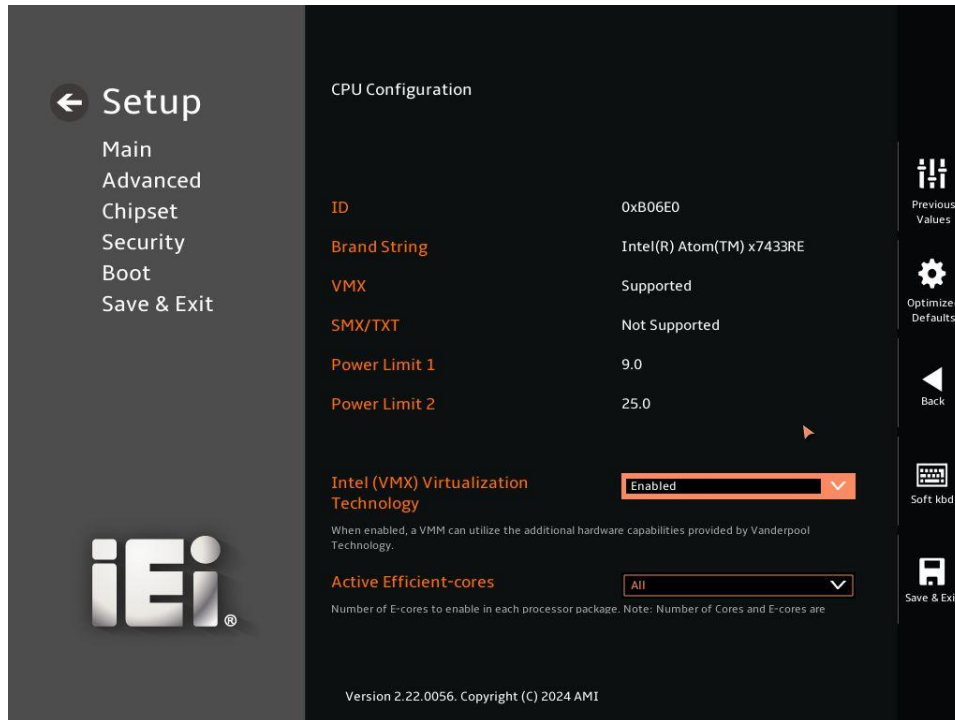 Setup
Main
Advanced
Chipset
Security
Boot
Save & Exit
iEi®
CPU Configuration
ID 0xB06E0
Brand String Intel(R) Atom(TM) x7433RE
VMX Supported
SMX/TXT Not Supported
Power Limit 1 9.0
Power Limit 2 25.0
Intel (VMX) Virtualization
Technology
Enabled
When enabled, a VMM can utilize the additional hardware capabilities provided by Vanderpool
Technology.
Active Efficient-cores All
Number of E-cores to enable in each processor package. Note: Number of Cores and E-cores are
Version 2.22.0056. Copyright (C) 2024 AMI
Previous
Values
Optimized
Defaults
Back
Soft kbd
Save & Exi